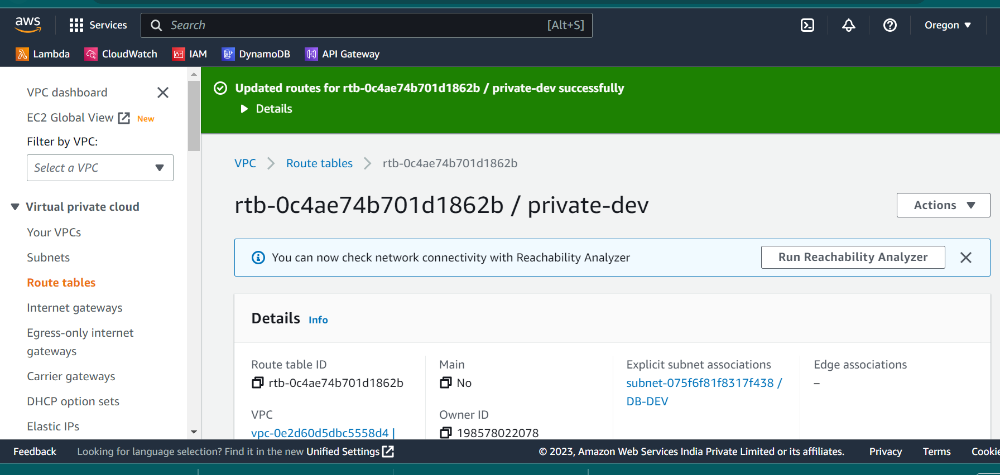 aws
Services
Search
[Alt+S]
Oregon
Lambda
CloudWatch
IAM
DynamoDB
API Gateway
VPC dashboard
EC2 Global View New
Filter by VPC:
Select a VPC
Virtual private cloud
Your VPCs
Subnets
Route tables
Internet gateways
Egress-only internet
gateways
Carrier gateways
DHCP option sets
Elastic IPs
Updated routes for rtb-0c4ae74b701d1862b / private-dev successfully
Details
VPC
Route tables
rtb-0c4ae74b701d1862b
rtb-0c4ae74b701d1862b / private-dev
Actions
You can now check network connectivity with Reachability Analyzer
Run Reachability Analyzer
Details Info
Route table ID
rtb-0c4ae74b701d1862b
Main
No
Explicit subnet associations
subnet-075f6f81f8317f438 /
DB-DEV
Edge associations
–
VPC
vpc-0e2d60d5dbc5558d4 |
Owner ID
198578022078
Feedback
Looking for language selection? Find it in the new Unified Settings
© 2023, Amazon Web Services India Private Limited or its affiliates.
Privacy
Terms